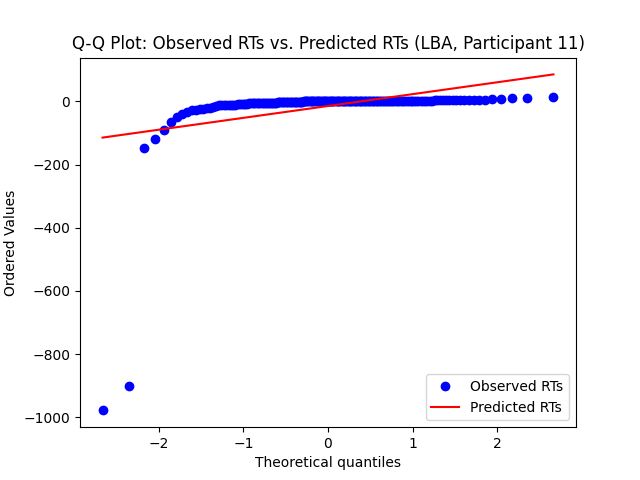 Q-Q Plot: Observed RTs vs. Predicted RTs (LBA, Participant 11)
Ordered Values
0
−200
−400
−600
−800
−1000
−2
−1
0
1
2
Theoretical quantiles
Observed RTs
Predicted RTs